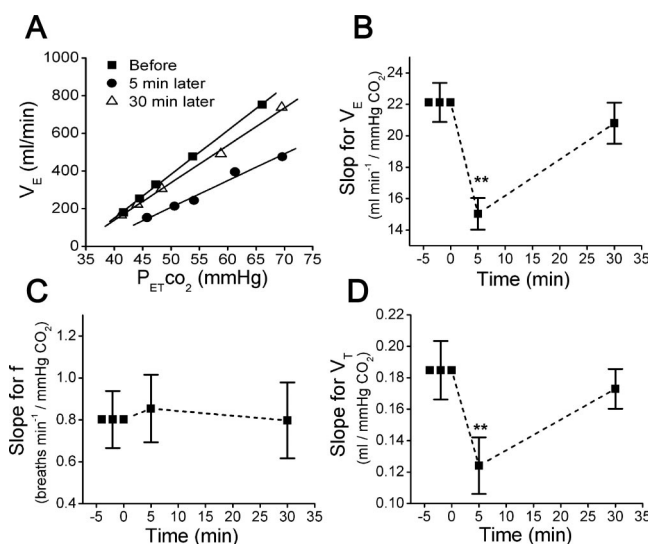 A
Before
5 min later
30 min later
1000
800
600
400
200
0
V_E (ml/min)
35 40 45 50 55 60 65 70 75
P_ETco₂ (mmHg)
B
24
22
20
18
16
14
Slop for V_E
(ml min⁻¹ / mmHg CO₂)
**
-5 0 5 10 15 20 25 30 35
Time (min)
C
1.2
1.0
0.8
0.6
0.4
Slope for f
(breaths min⁻¹ / mmHg CO₂)
-5 0 5 10 15 20 25 30 35
Time (min)
D
0.22
0.20
0.18
0.16
0.14
0.12
0.10
Slope for V_T
(ml / mmHg CO₂)
**
-5 0 5 10 15 20 25 30 35
Time (min)